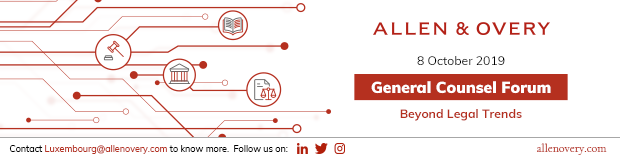 ALLEN & OVERY
8 October 2019
General Counsel Forum
Beyond Legal Trends
Contact Luxembourg@allenovery.com to know more. Follow us on:
allenovery.com